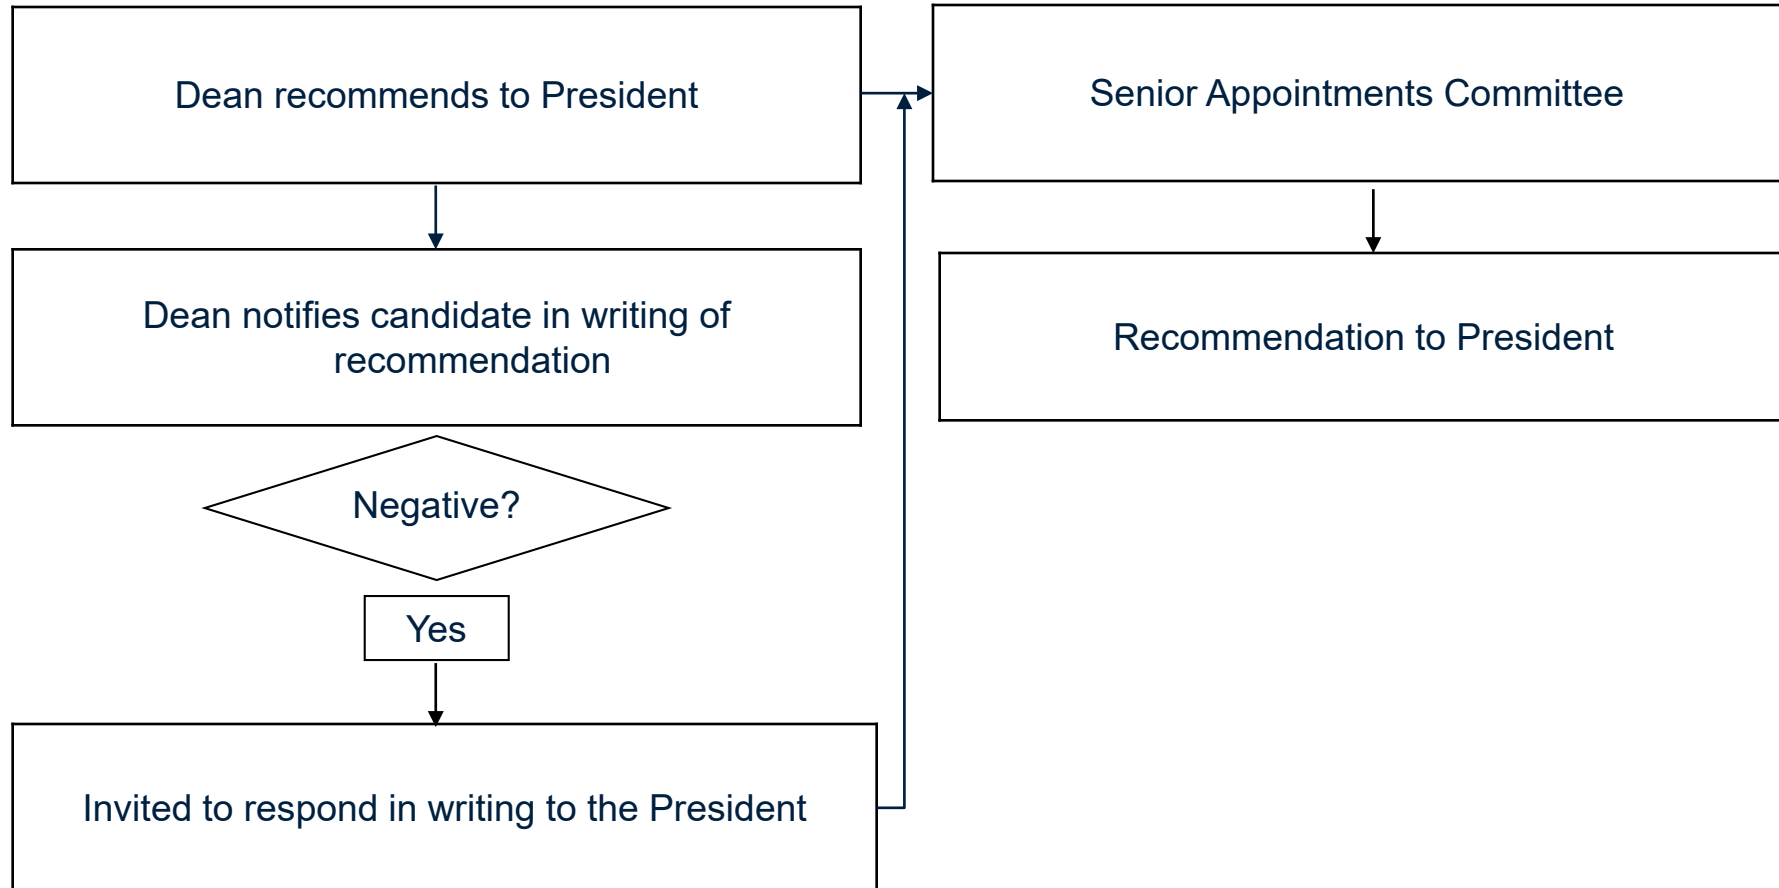 Dean recommends to President
Dean notifies candidate in writing of
recommendation
Negative?
Yes
Invited to respond in writing to the President
Senior Appointments Committee
Recommendation to President